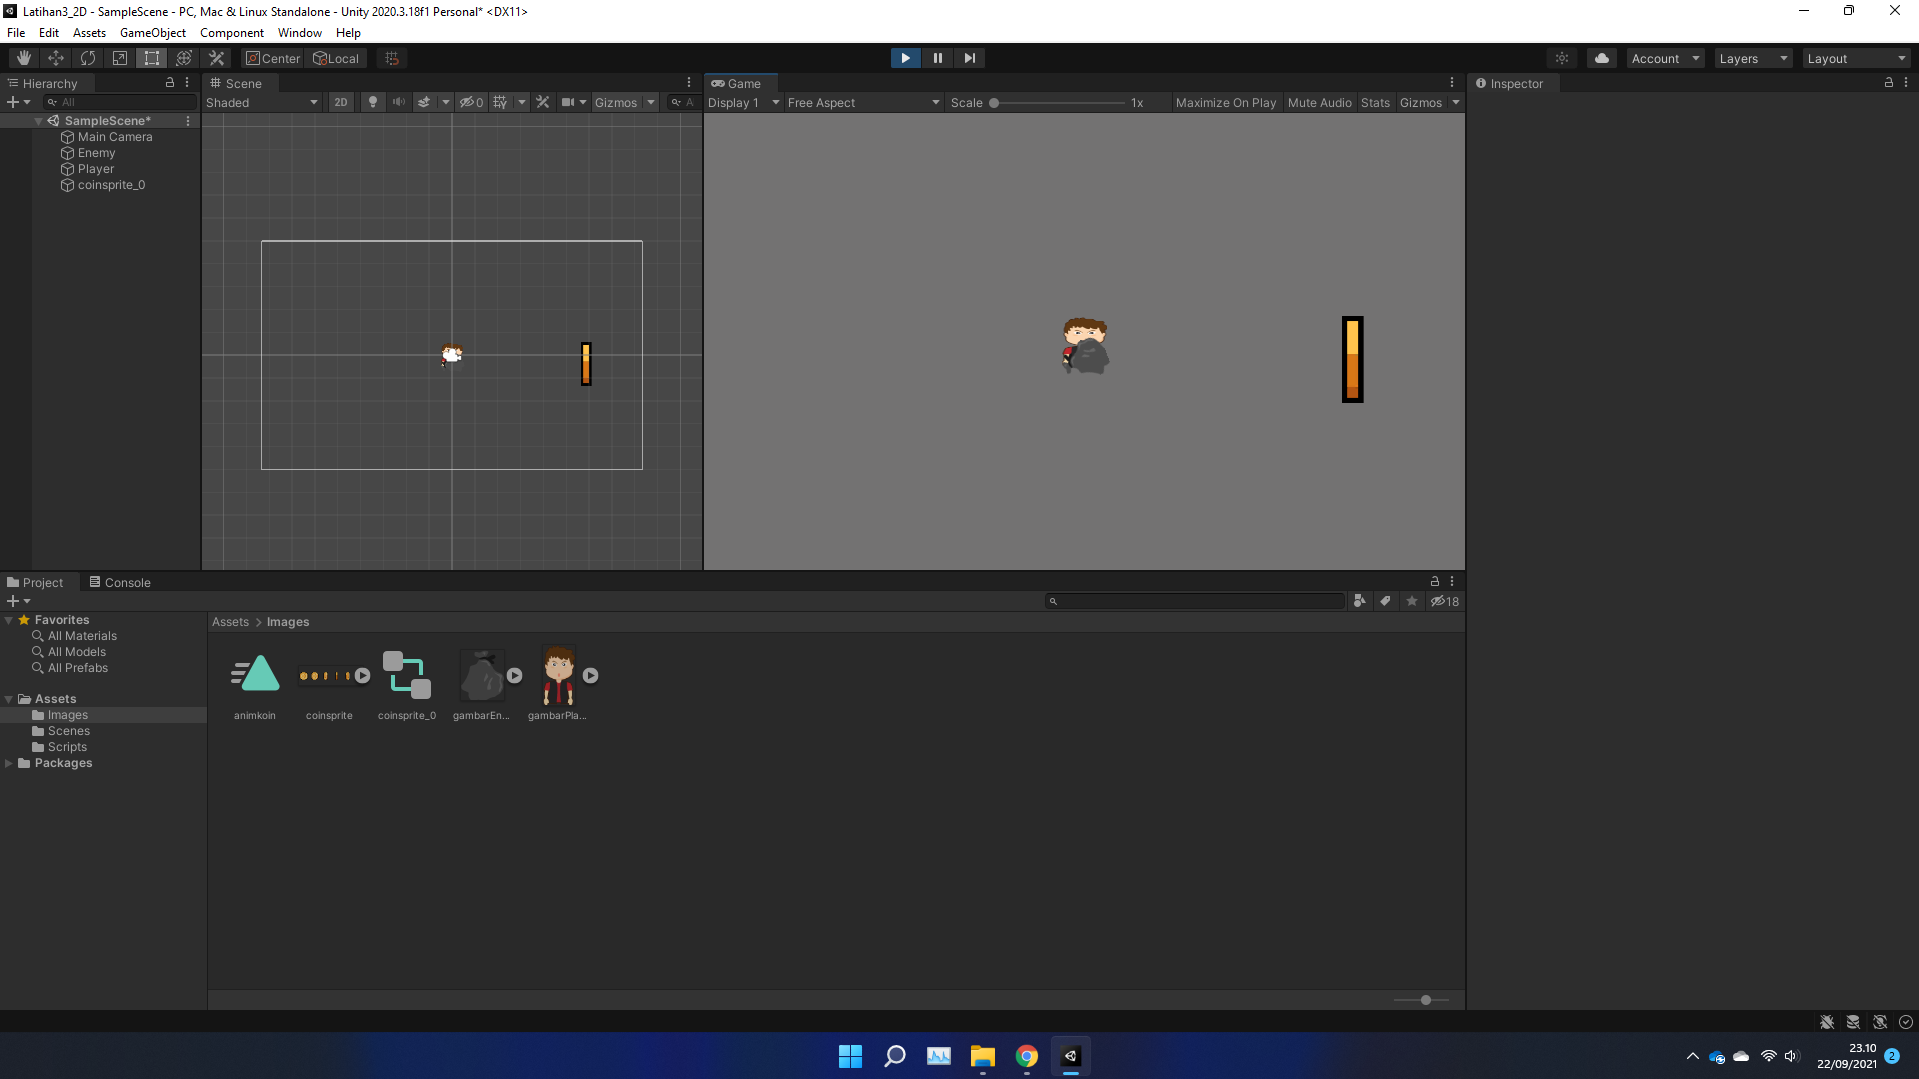 Latihan3_2D - SampleScene - PC, Mac & Linux Standalone - Unity 2020.3.18f1 Personal* <DX11>
File Edit Assets GameObject Component Window Help
Center Local Account Layers Layout
Hierarchy
All
SampleScene*
Main Camera
Enemy
Player
coinsprite_0
Scene
Shaded 2D 0 Gizmos A
Game
Display 1 Free Aspect Scale 1x Maximize On Play Mute Audio Stats Gizmos
Inspector
Project Console
18
Favorites
All Materials
All Models
All Prefabs
Assets
Images
Scenes
Scripts
Packages
Assets > Images
animkoin coinsprite coinsprite_0 gambarEn... gambarPla...
23.10
22/09/2021
2